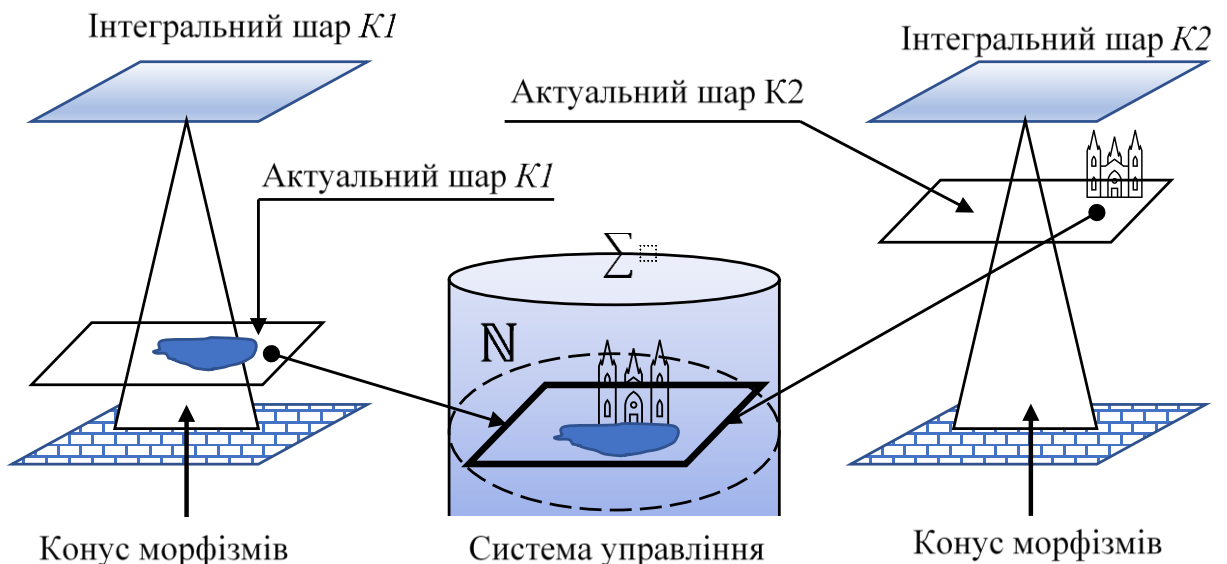 Інтегральний шар К1
Інтегральний шар К2
Актуальний шар К2
Актуальний шар К1
∑
ℕ
Конус морфізмів
Система управління
Конус морфізмів